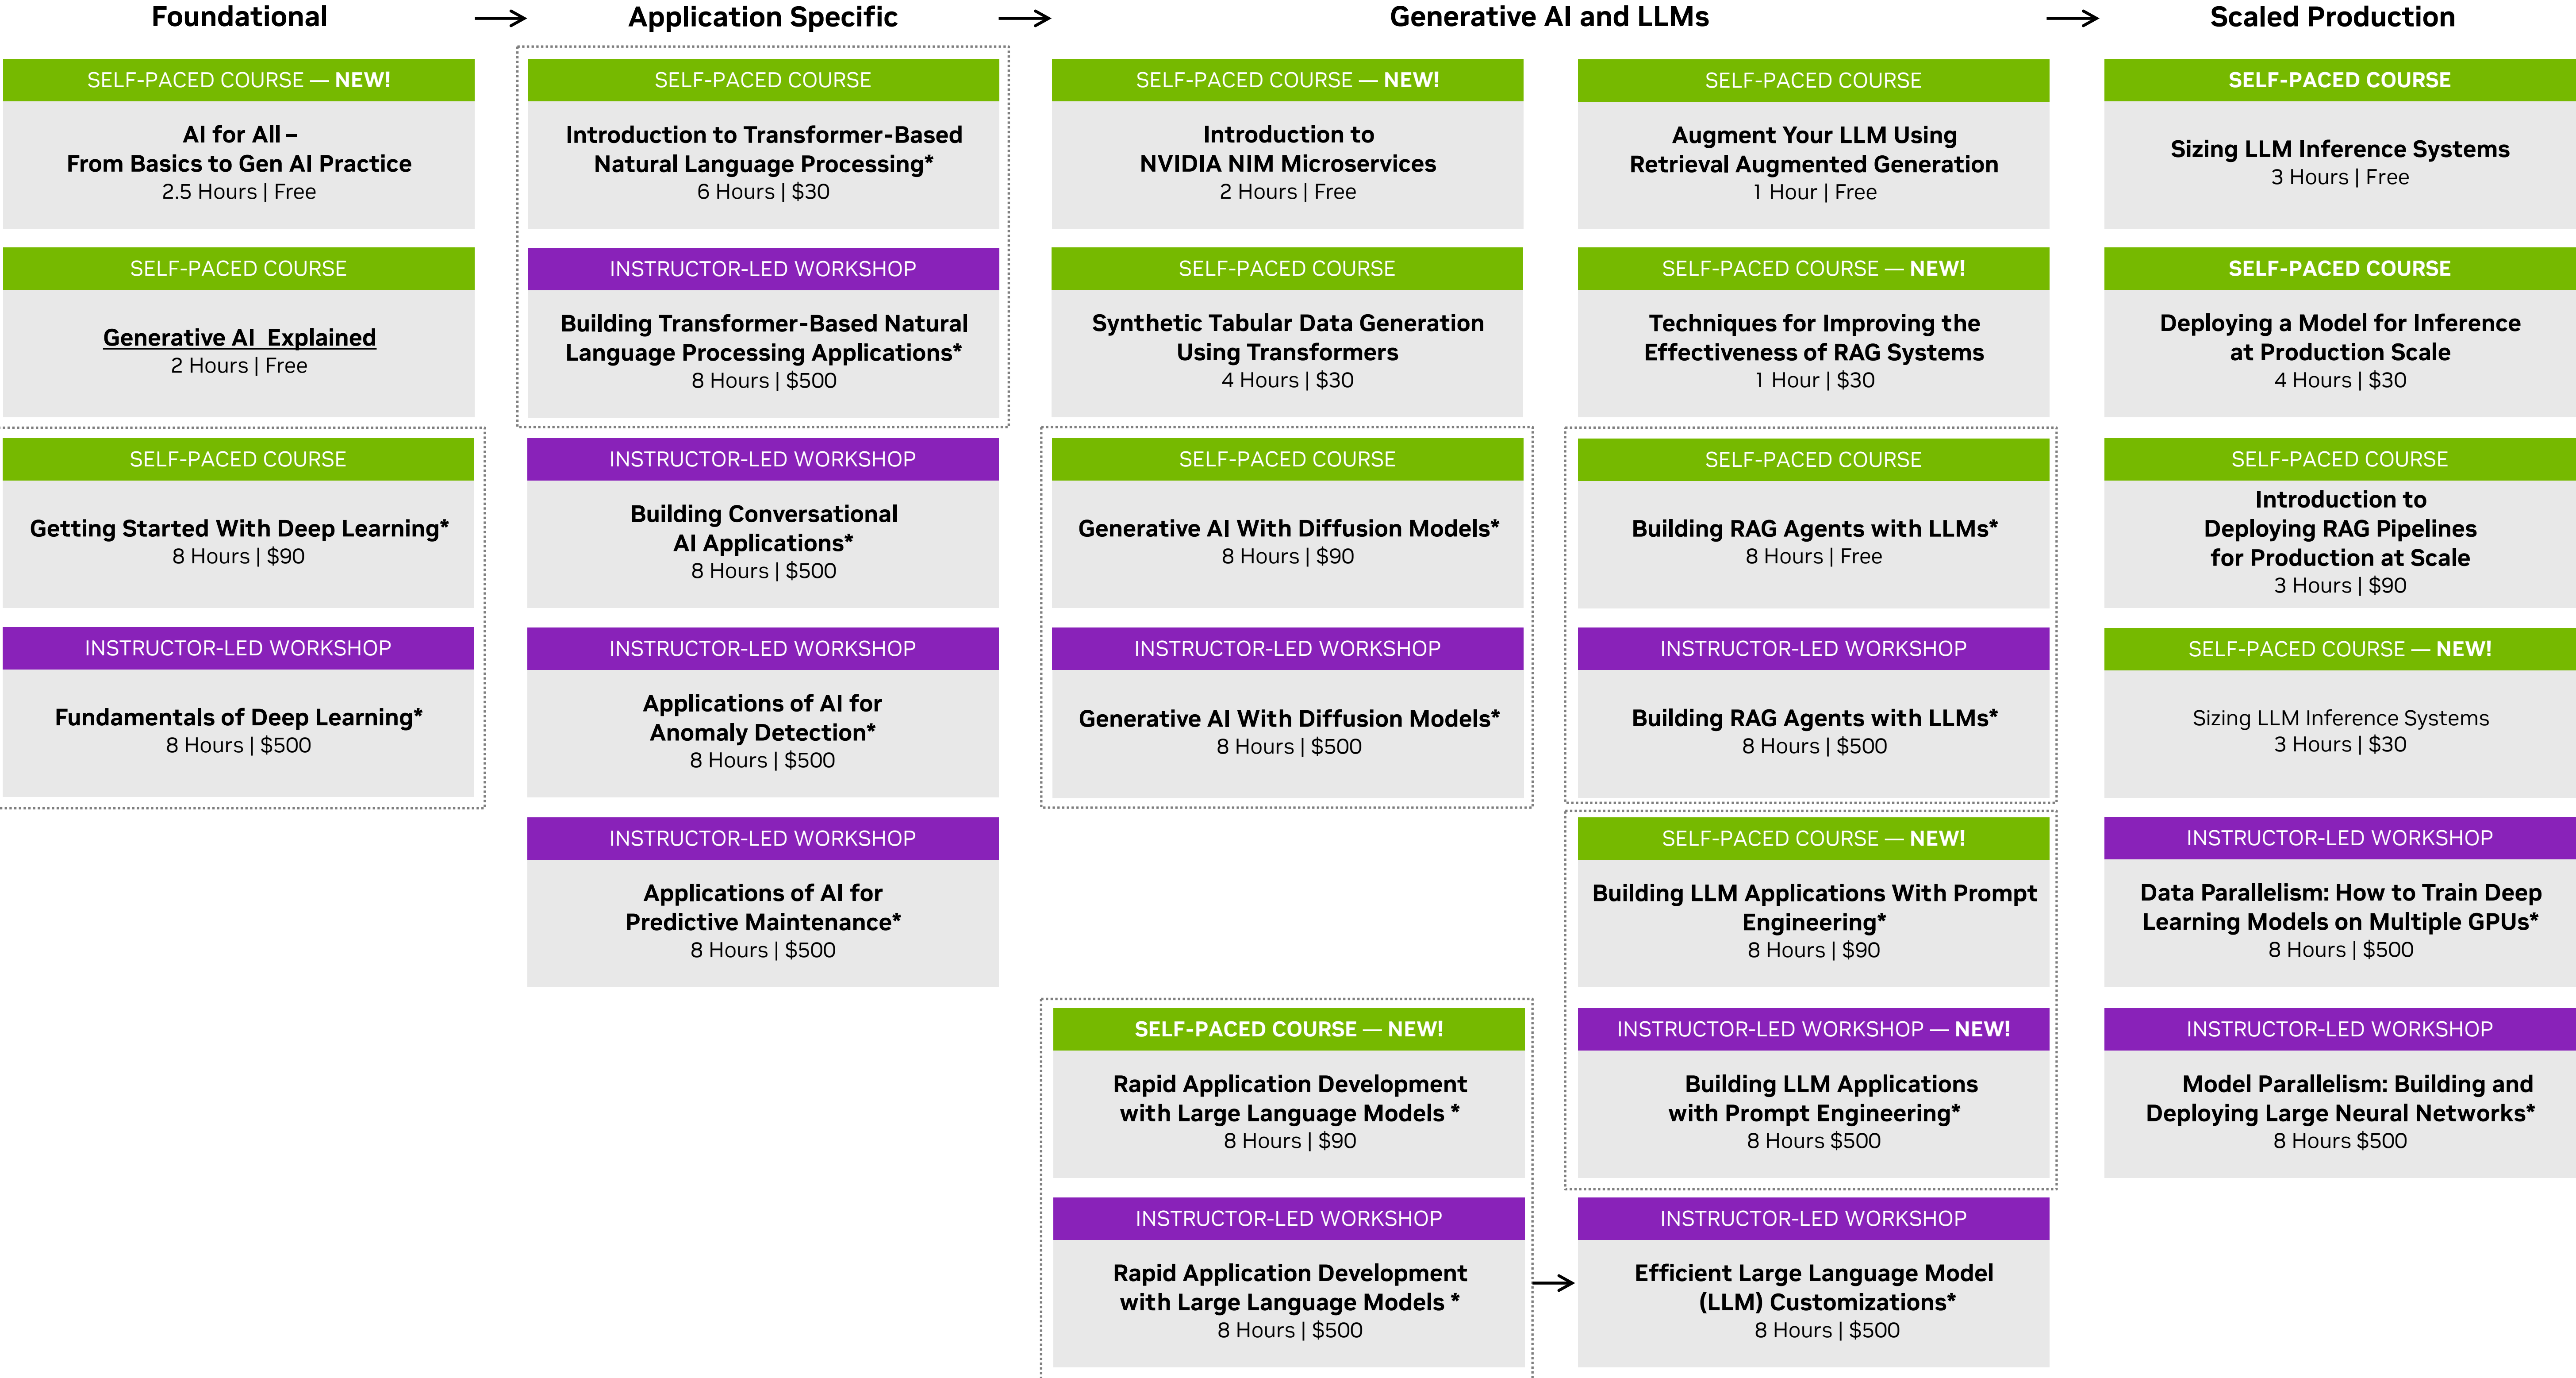 Foundational
Application Specific
Generative AI and LLMs
Scaled Production
SELF-PACED COURSE — NEW!
AI for All –
From Basics to Gen AI Practice
2.5 Hours | Free
SELF-PACED COURSE
Generative AI  Explained
2 Hours | Free
SELF-PACED COURSE
Getting Started With Deep Learning*
8 Hours | $90
INSTRUCTOR-LED WORKSHOP
Fundamentals of Deep Learning*
8 Hours | $500
SELF-PACED COURSE
Introduction to Transformer-Based
Natural Language Processing*
6 Hours | $30
INSTRUCTOR-LED WORKSHOP
Building Transformer-Based Natural
Language Processing Applications*
8 Hours | $500
INSTRUCTOR-LED WORKSHOP
Building Conversational
AI Applications*
8 Hours | $500
INSTRUCTOR-LED WORKSHOP
Applications of AI for
Anomaly Detection*
8 Hours | $500
INSTRUCTOR-LED WORKSHOP
Applications of AI for
Predictive Maintenance*
8 Hours | $500
SELF-PACED COURSE — NEW!
Introduction to
NVIDIA NIM Microservices
2 Hours | Free
SELF-PACED COURSE
Synthetic Tabular Data Generation
Using Transformers
4 Hours | $30
SELF-PACED COURSE
Generative AI With Diffusion Models*
8 Hours | $90
INSTRUCTOR-LED WORKSHOP
Generative AI With Diffusion Models*
8 Hours | $500
SELF-PACED COURSE — NEW!
Rapid Application Development
with Large Language Models *
8 Hours | $90
INSTRUCTOR-LED WORKSHOP
Rapid Application Development
with Large Language Models *
8 Hours | $500
SELF-PACED COURSE
Augment Your LLM Using
Retrieval Augmented Generation
1 Hour | Free
SELF-PACED COURSE — NEW!
Techniques for Improving the
Effectiveness of RAG Systems
1 Hour | $30
SELF-PACED COURSE
Building RAG Agents with LLMs*
8 Hours | Free
INSTRUCTOR-LED WORKSHOP
Building RAG Agents with LLMs*
8 Hours | $500
SELF-PACED COURSE — NEW!
Building LLM Applications With Prompt
Engineering*
8 Hours | $90
INSTRUCTOR-LED WORKSHOP — NEW!
Building LLM Applications
with Prompt Engineering*
8 Hours $500
INSTRUCTOR-LED WORKSHOP
Efficient Large Language Model
(LLM) Customizations*
8 Hours | $500
SELF-PACED COURSE
Sizing LLM Inference Systems
3 Hours | Free
SELF-PACED COURSE
Deploying a Model for Inference
at Production Scale
4 Hours | $30
SELF-PACED COURSE
Introduction to
Deploying RAG Pipelines
for Production at Scale
3 Hours | $90
SELF-PACED COURSE — NEW!
Sizing LLM Inference Systems
3 Hours | $30
INSTRUCTOR-LED WORKSHOP
Data Parallelism: How to Train Deep
Learning Models on Multiple GPUs*
8 Hours | $500
INSTRUCTOR-LED WORKSHOP
Model Parallelism: Building and
Deploying Large Neural Networks*
8 Hours $500